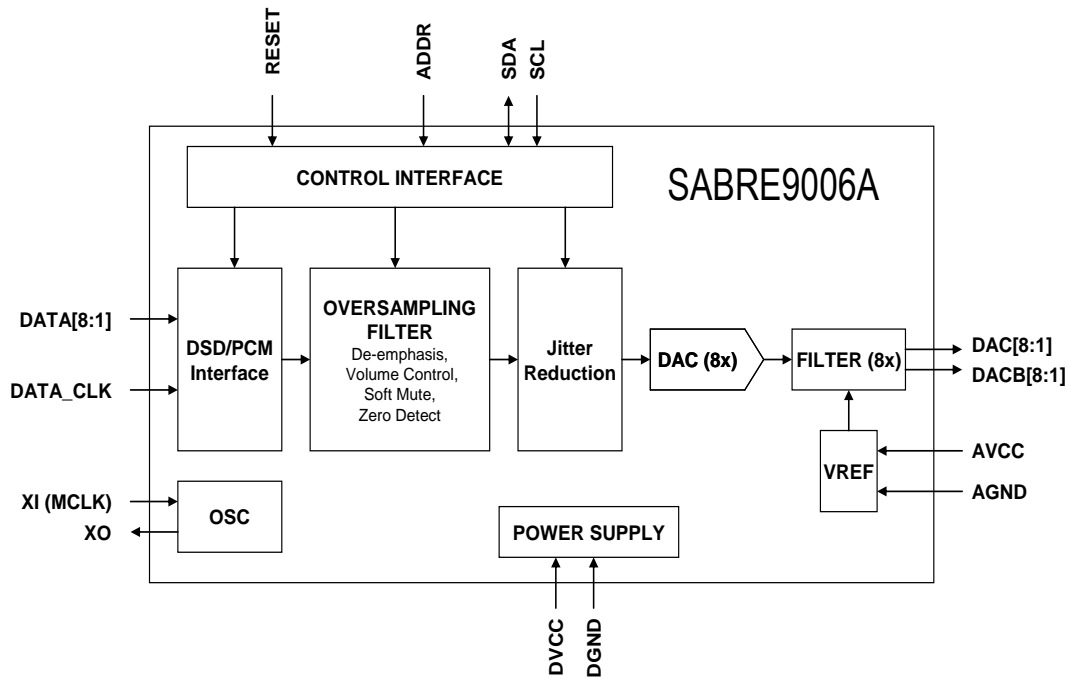 RESET
ADDR
SDA
SCL
CONTROL INTERFACE
SABRE9006A
DATA[8:1]
DATA_CLK
DSD/PCM
Interface
OVERSAMPLING
FILTER
De-emphasis,
Volume Control,
Soft Mute,
Zero Detect
Jitter
Reduction
DAC (8x)
FILTER (8x)
DAC[8:1]
DACB[8:1]
VREF
AVCC
AGND
XI (MCLK)
XO
OSC
POWER SUPPLY
DVCC
DGND